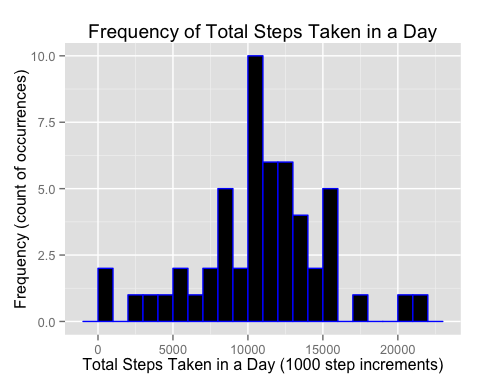 Frequency of Total Steps Taken in a Day
Frequency (count of occurrences)
10.0
7.5
5.0
2.5
0.0
0 5000 10000 15000 20000
Total Steps Taken in a Day (1000 step increments)